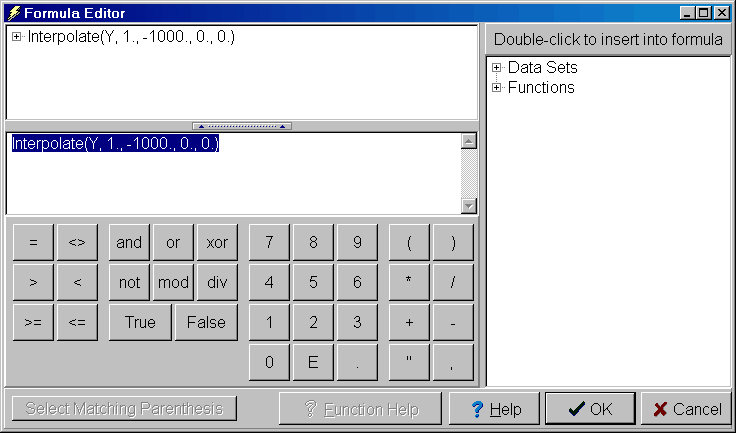 Formula Editor
Interpolate(Y, 1., -1000., 0., 0.)
Double-click to insert into formula
Data Sets
Functions
Interpolate(Y, 1., -1000., 0., 0.)
= <> and or xor 7 8 9 ( )
> < not mod div 4 5 6 * /
>= <= True False 1 2 3 + -
0 E . " ,
Select Matching Parenthesis ? Function Help ? Help OK Cancel